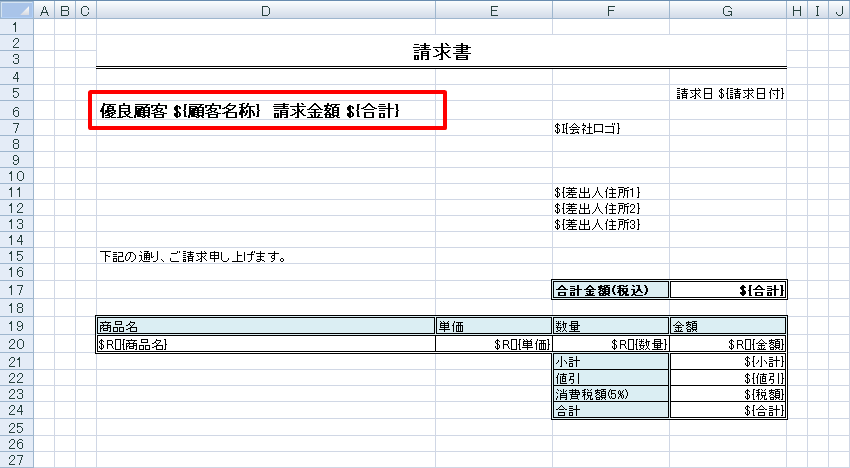 A B C D E F G H I J
1
2
請求書
3
4
5 請求日 ${請求日付}
6 優良顧客 ${顧客名称} 請求金額 ${合計}
7 $I{会社ロゴ}
8
9
10
11 ${差出人住所1}
12 ${差出人住所2}
13 ${差出人住所3}
14
15 下記の通り、ご請求申し上げます。
16
17 合計金額(税込) ${合計}
18
19 商品名 単価 数量 金額
20 $R[]{商品名} $R[]{単価} $R[]{数量} $R[]{金額}
21 小計 ${小計}
22 値引 ${値引}
23 消費税額(5%) ${税額}
24 合計 ${合計}
25
26
27